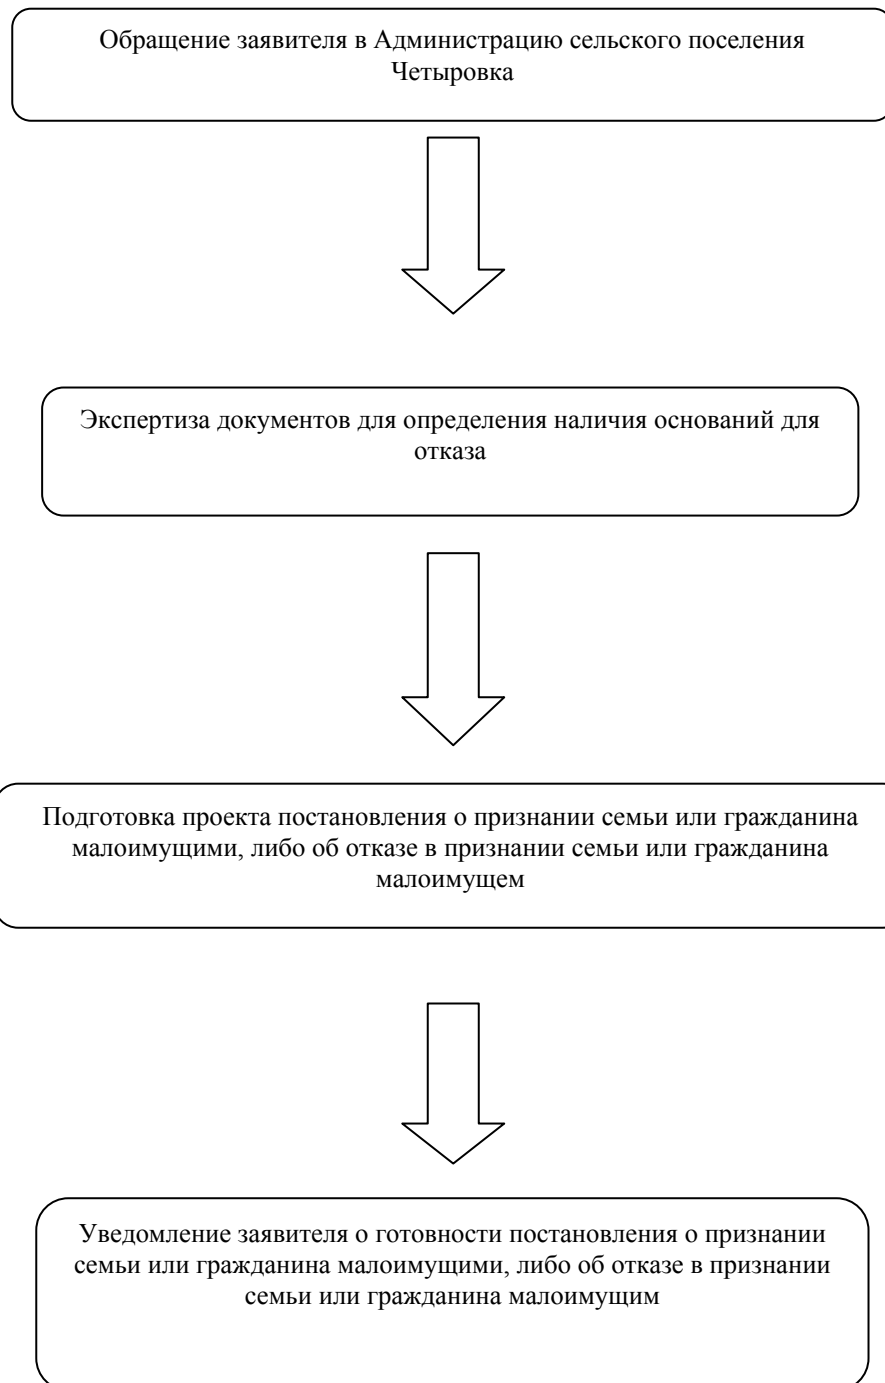 Обращение заявителя в Администрацию сельского поселения
Четыровка
Экспертиза документов для определения наличия оснований для
отказа
Подготовка проекта постановления о признании семьи или гражданина
малоимущими, либо об отказе в признании семьи или гражданина
малоимущем
Уведомление заявителя о готовности постановления о признании
семьи или гражданина малоимущими, либо об отказе в признании
семьи или гражданина малоимущим